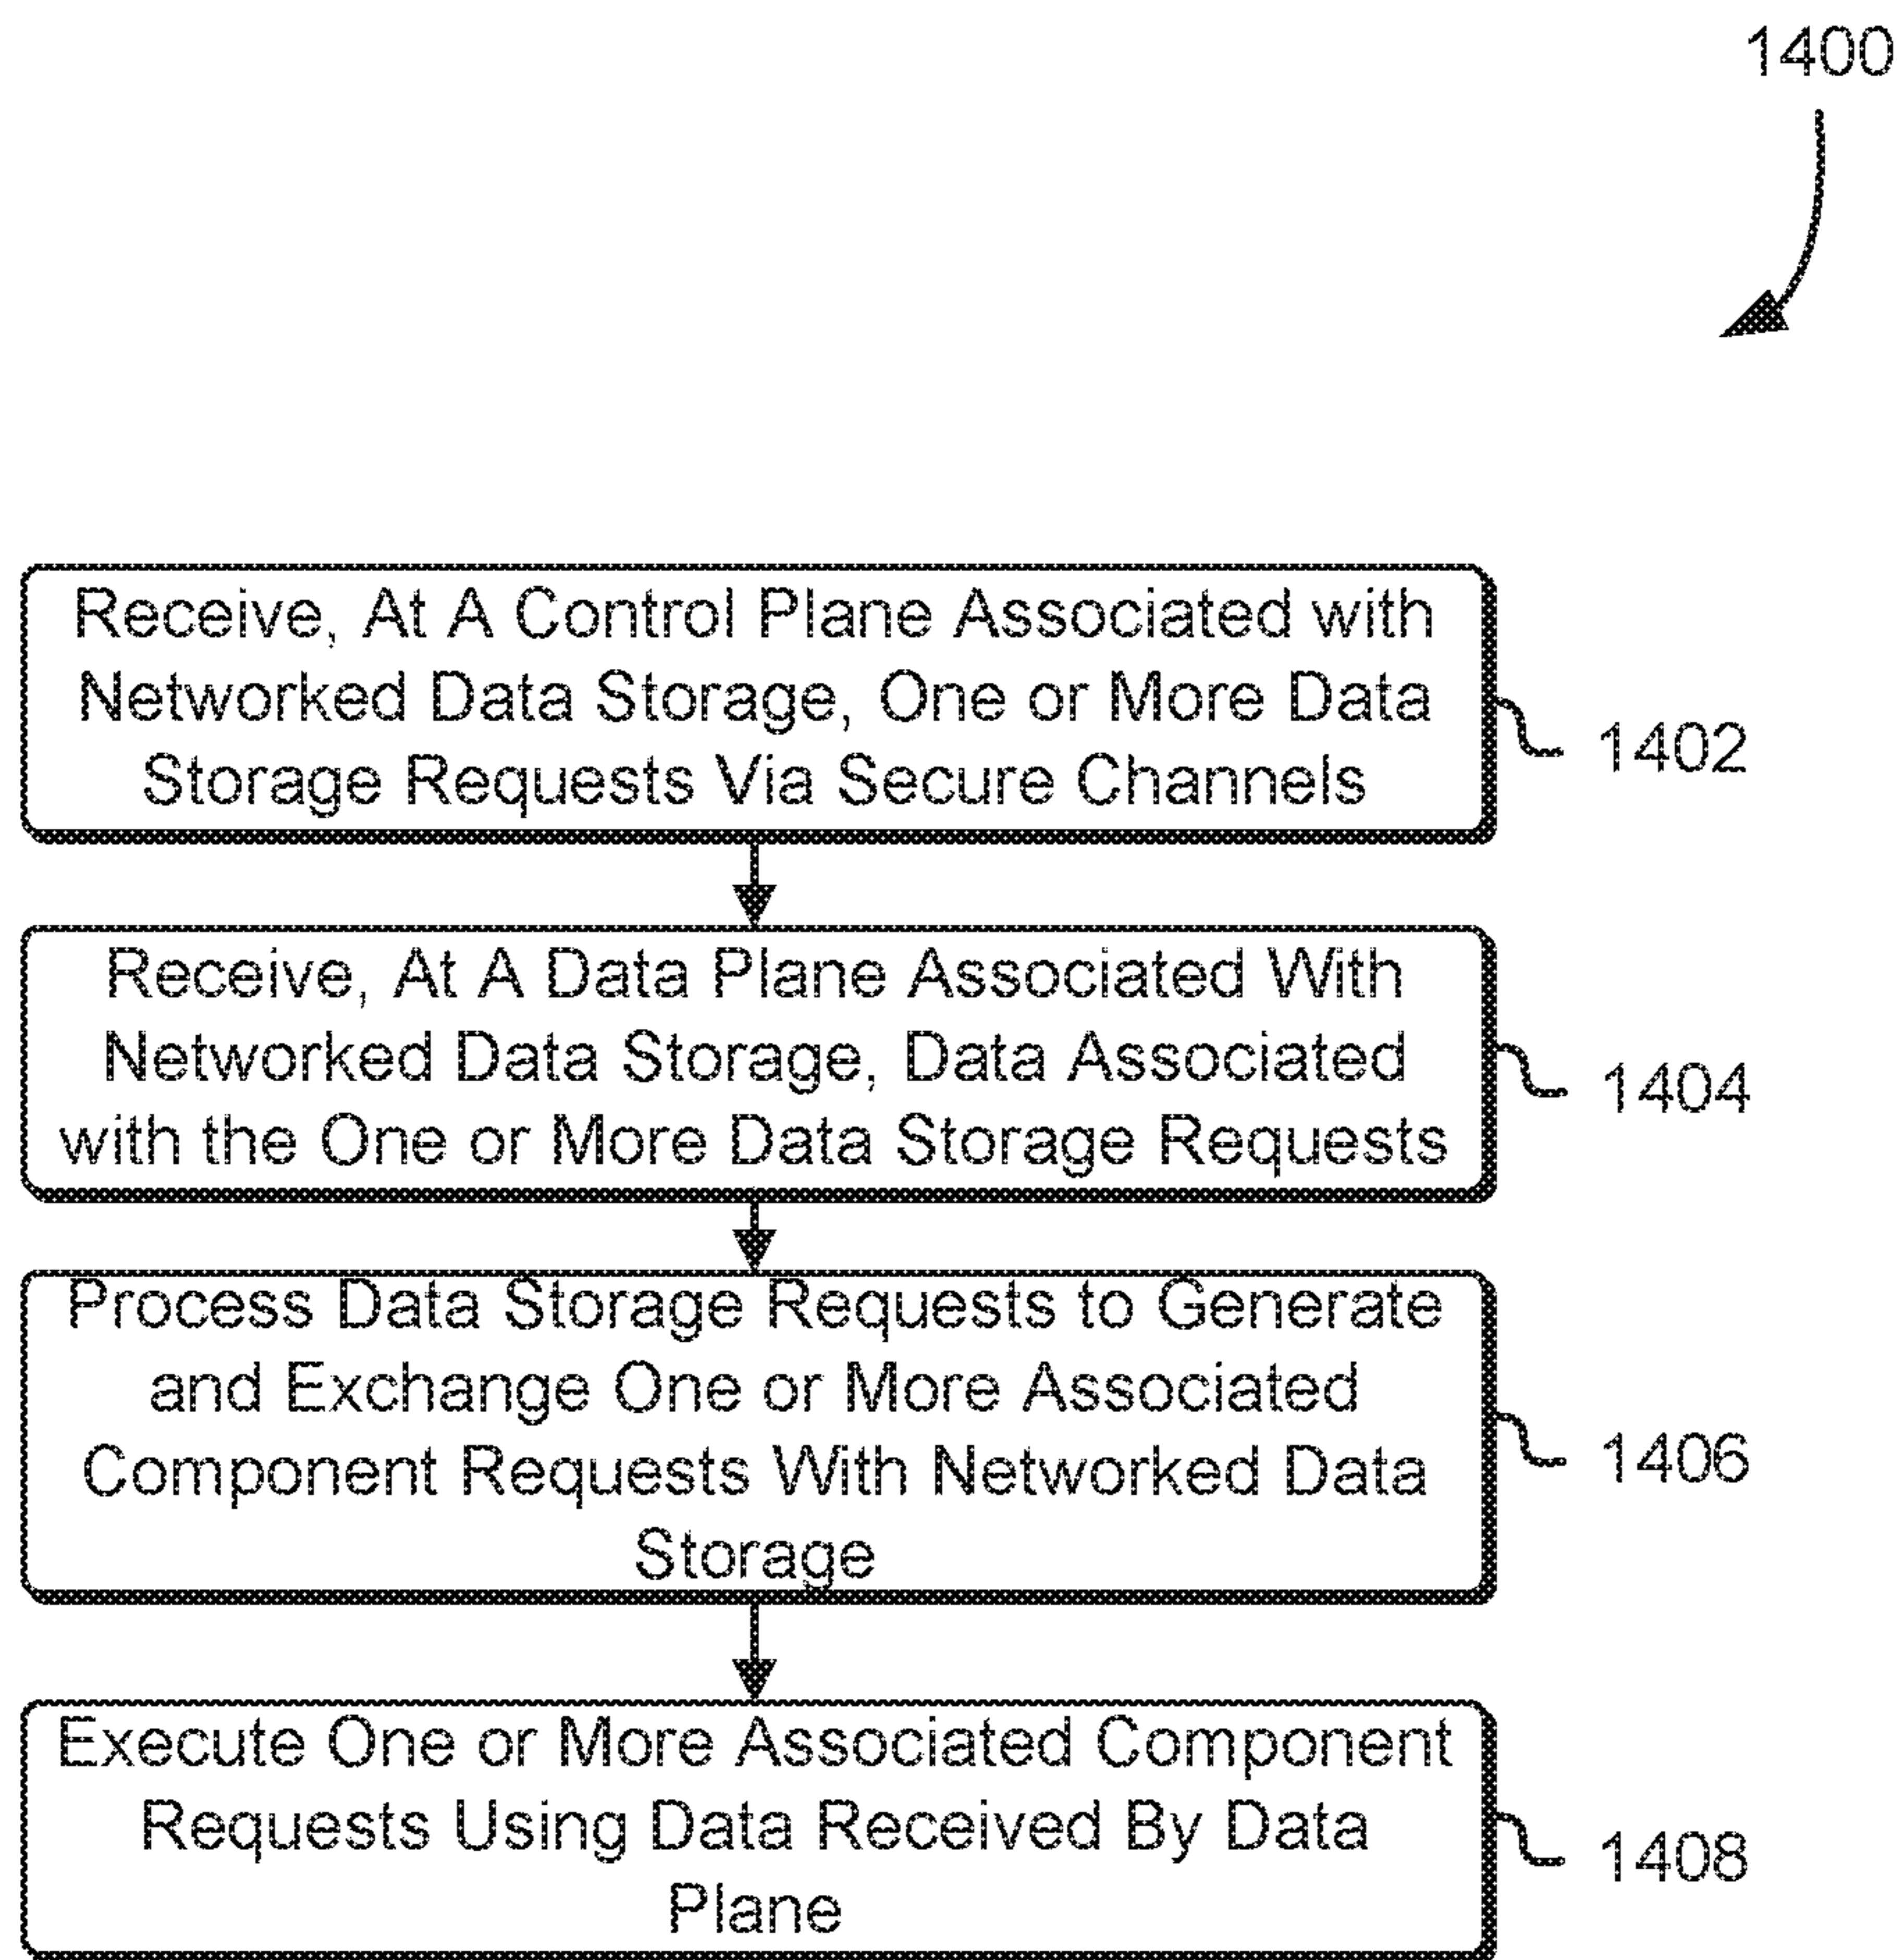 1400
Receive, At A Control Plane Associated with
Networked Data Storage, One or More Data
Storage Requests Via Secure Channels
1402
Receive, At A Data Plane Associated With
Networked Data Storage, Data Associated
with the One or More Data Storage Requests
1404
Process Data Storage Requests to Generate
and Exchange One or More Associated
Component Requests With Networked Data
Storage
1406
Execute One or More Associated Component
Requests Using Data Received By Data
Plane
1408